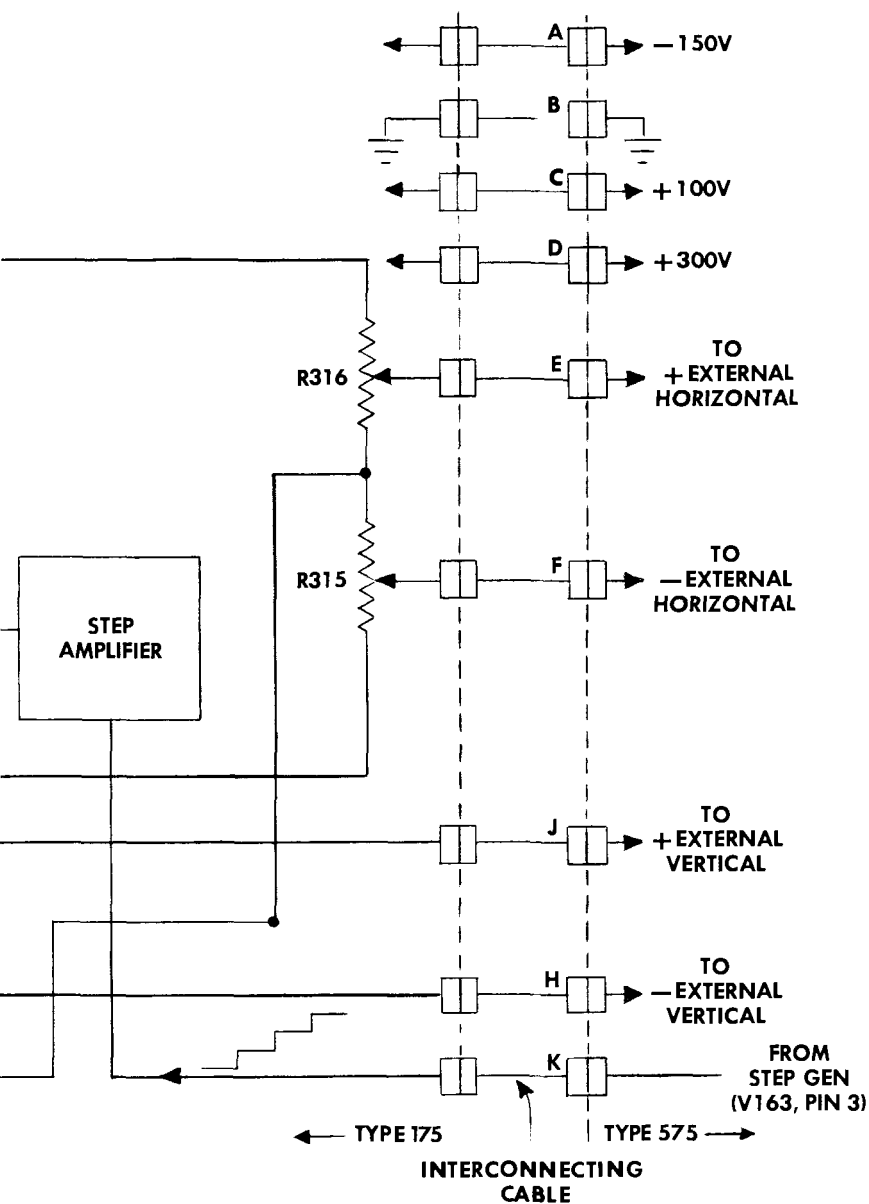 A
—150V
B
C
+100V
D
+300V
R316
E
TO
+EXTERNAL
HORIZONTAL
R315
F
TO
—EXTERNAL
HORIZONTAL
STEP
AMPLIFIER
J
TO
+EXTERNAL
VERTICAL
H
TO
—EXTERNAL
VERTICAL
K
FROM
STEP GEN
(V163, PIN 3)
TYPE 175
TYPE 575
INTERCONNECTING
CABLE